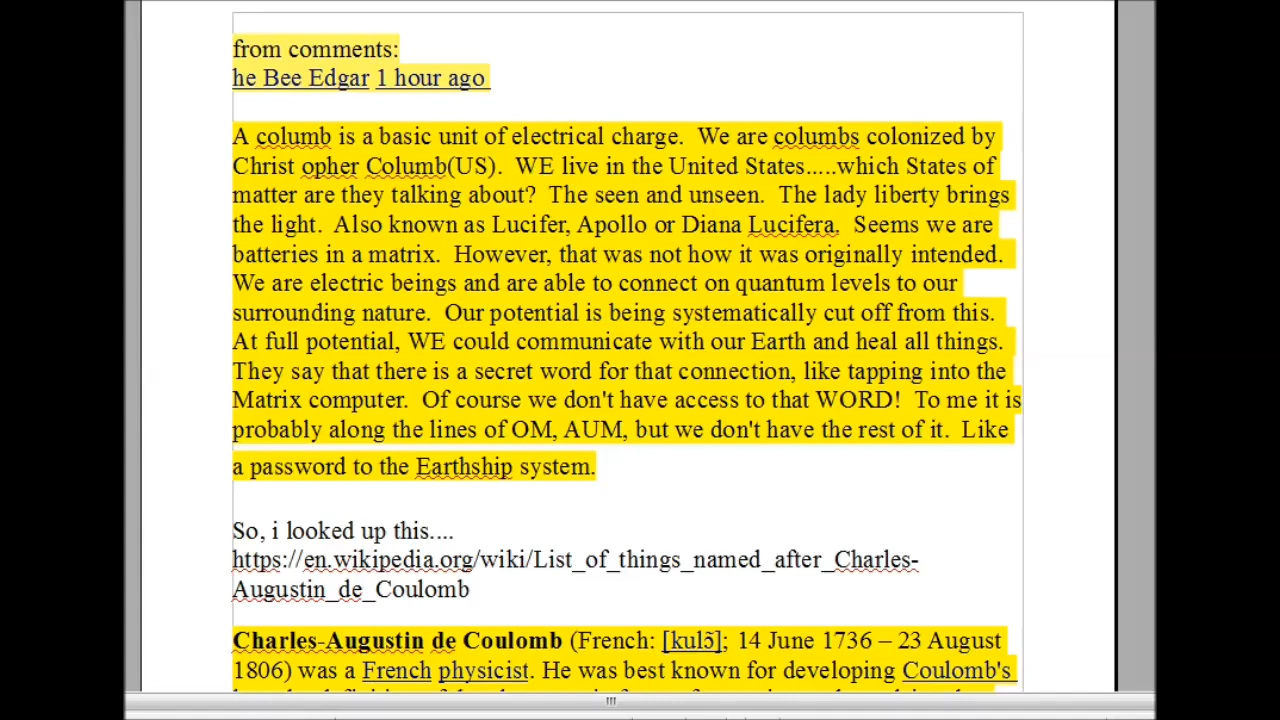 from comments:
he Bee Edgar 1 hour ago
A columb is a basic unit of electrical charge.  We are columbs colonized by
Christ opher Columb(US).  WE live in the United States.....which States of
matter are they talking about?  The seen and unseen.  The lady liberty brings
the light.  Also known as Lucifer, Apollo or Diana Lucifera.  Seems we are
batteries in a matrix.  However, that was not how it was originally intended.
We are electric beings and are able to connect on quantum levels to our
surrounding nature.  Our potential is being systematically cut off from this.
At full potential, WE could communicate with our Earth and heal all things.
They say that there is a secret word for that connection, like tapping into the
Matrix computer.  Of course we don't have access to that WORD!  To me it is
probably along the lines of OM, AUM, but we don't have the rest of it.  Like
a password to the Earthship system.
So, i looked up this....
https://en.wikipedia.org/wiki/List_of_things_named_after_Charles-
Augustin_de_Coulomb
Charles-Augustin de Coulomb (French: [kulɔ̃]; 14 June 1736 – 23 August
1806) was a French physicist. He was best known for developing Coulomb's